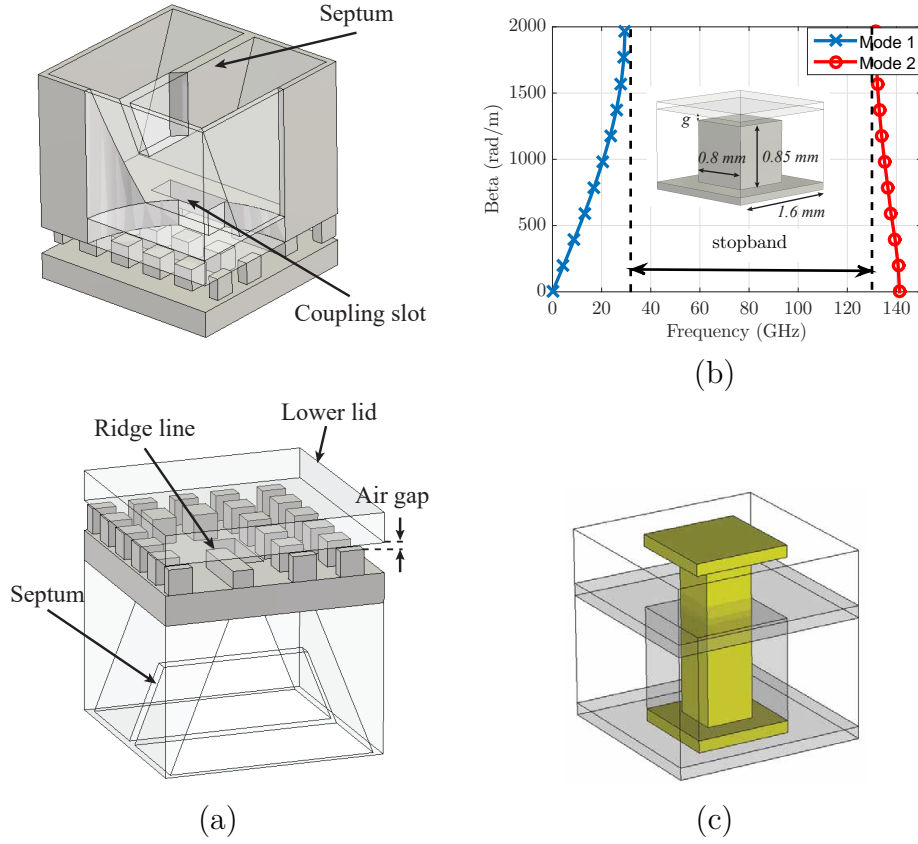 Septum
Coupling slot
2000
1500
1000
500
0
Beta (rad/m)
Mode 1
Mode 2
g
0.8 mm
0.85 mm
1.6 mm
stopband
0 20 40 60 80 100 120 140
Frequency (GHz)
(b)
Lower lid
Ridge line
Air gap
Septum
(a)
(c)